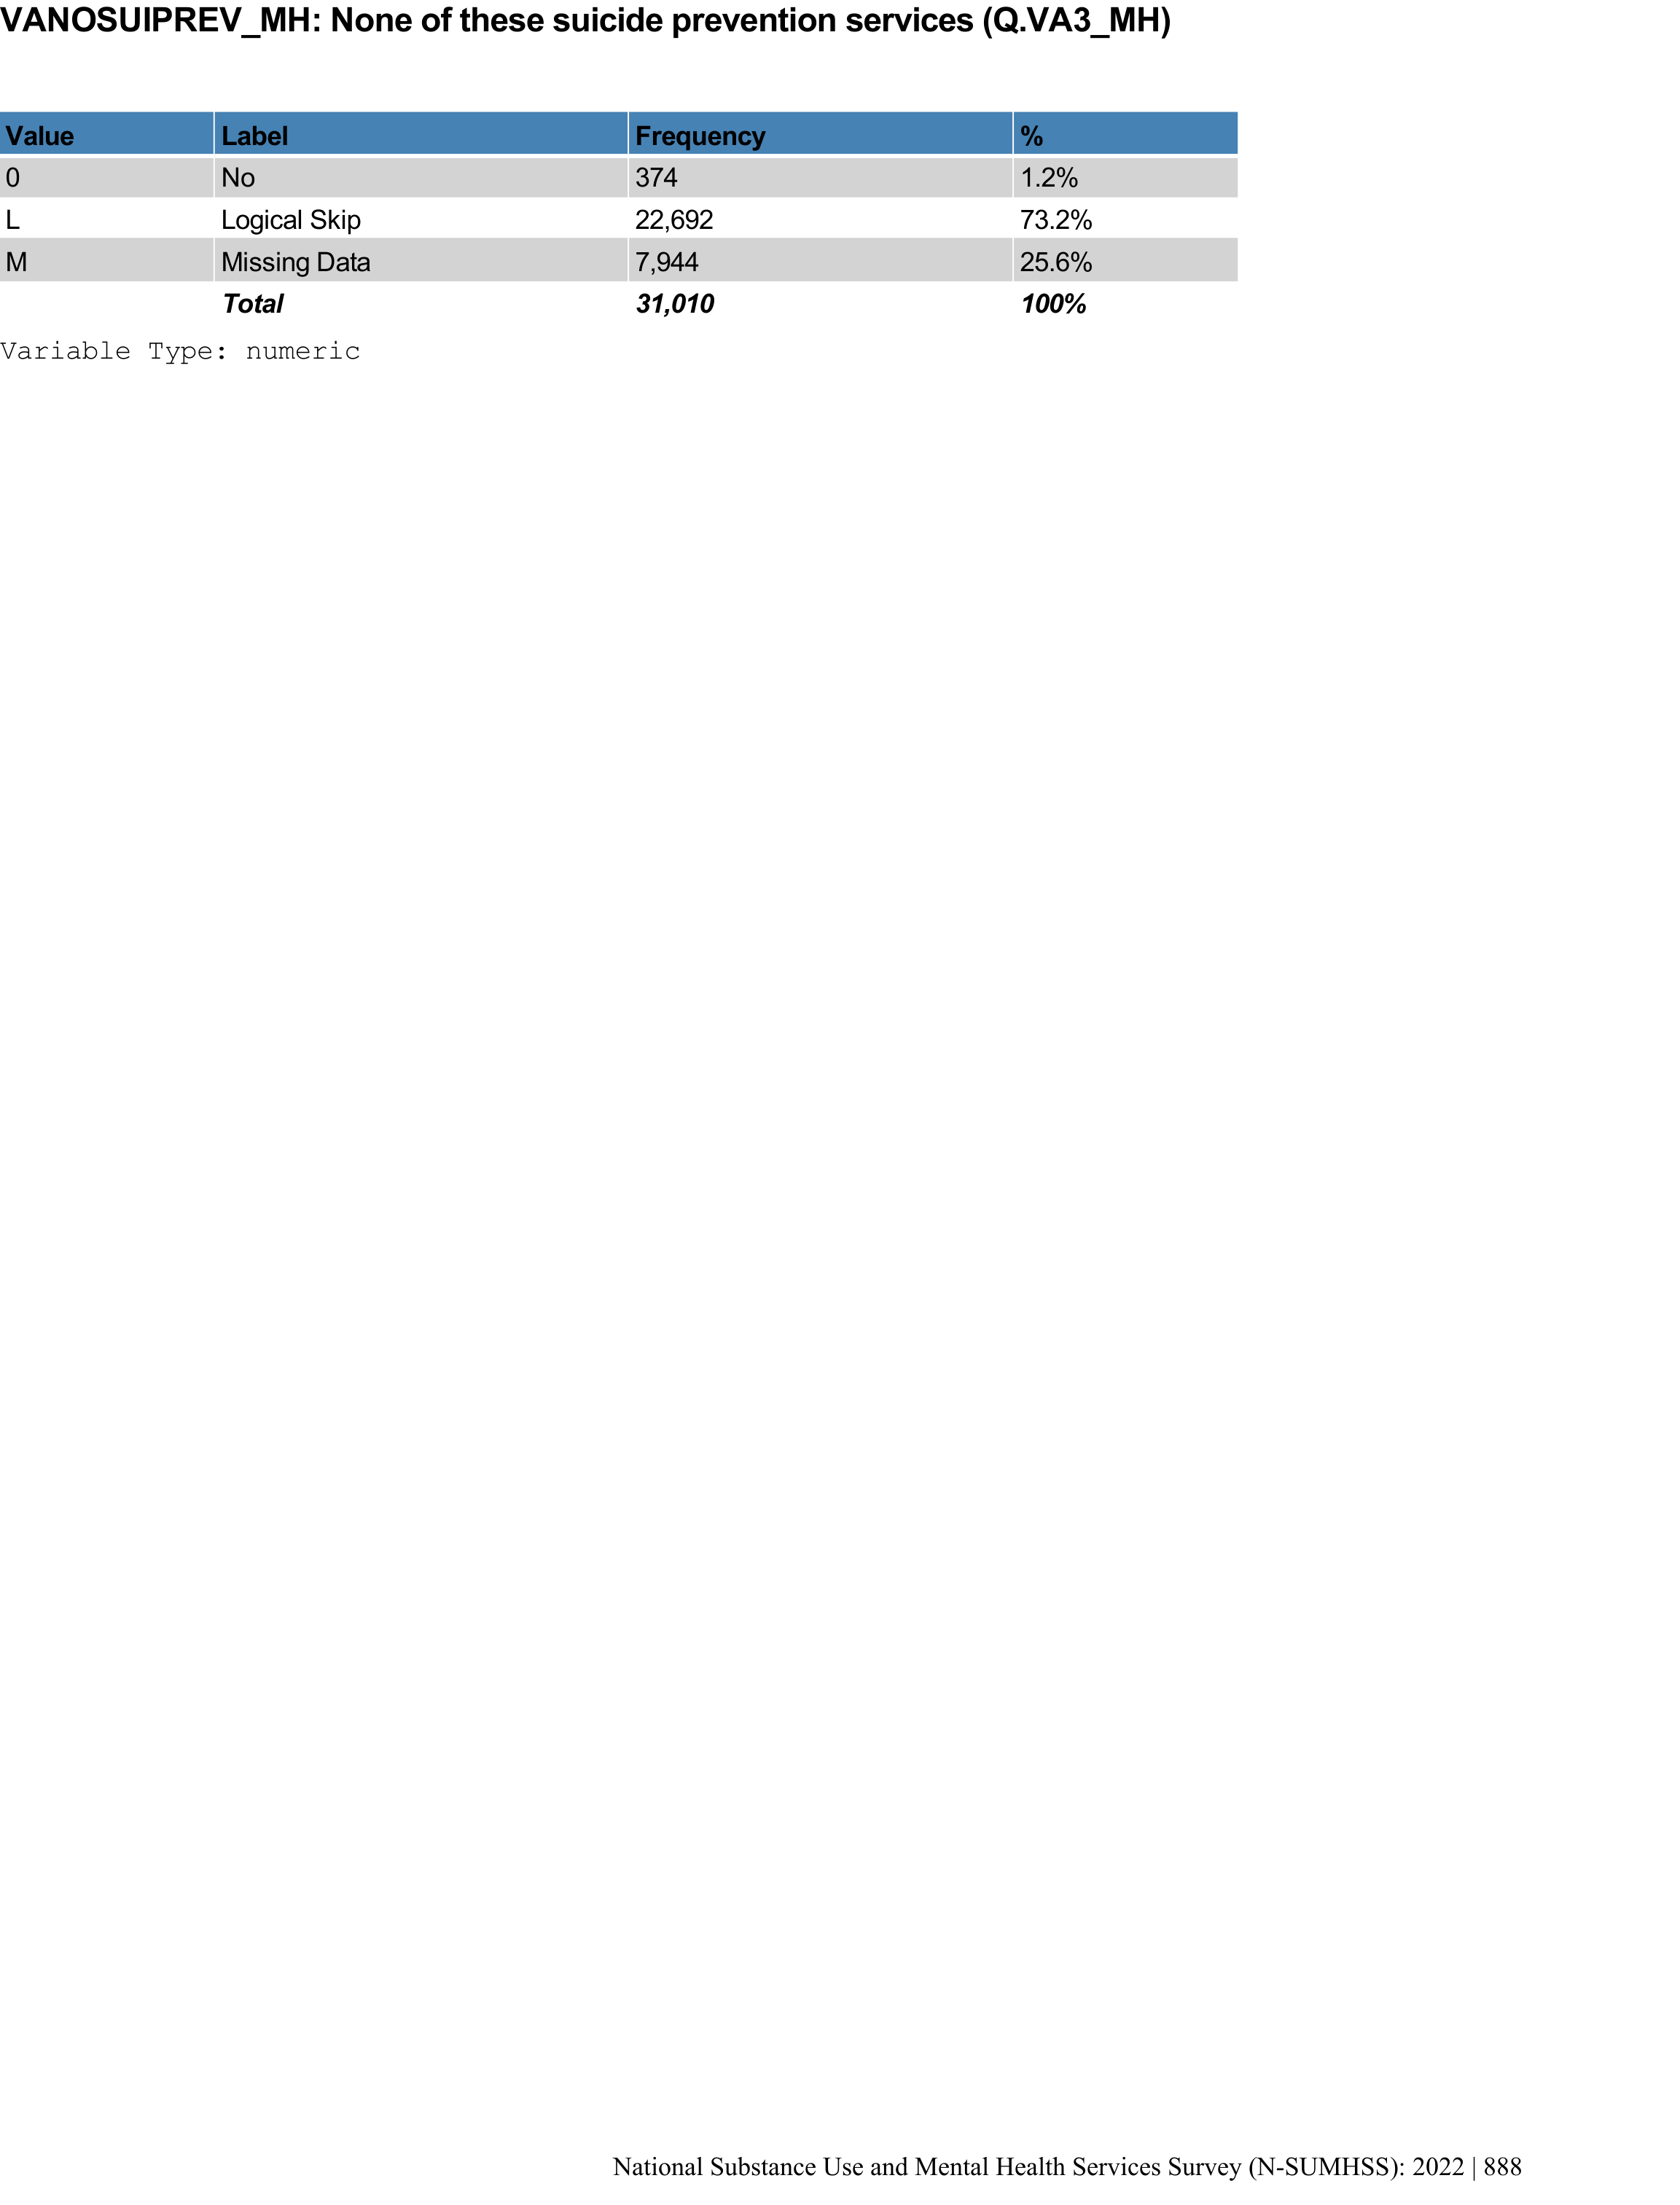 VANOSUIPREV_MH: None of these suicide prevention services (Q.VA3_MH)
Value Label Frequency %
0 No 374 1.2%
L Logical Skip 22,692 73.2%
M Missing Data 7,944 25.6%
Total 31,010 100%
Variable Type: numeric
National Substance Use and Mental Health Services Survey (N-SUMHSS): 2022 | 888